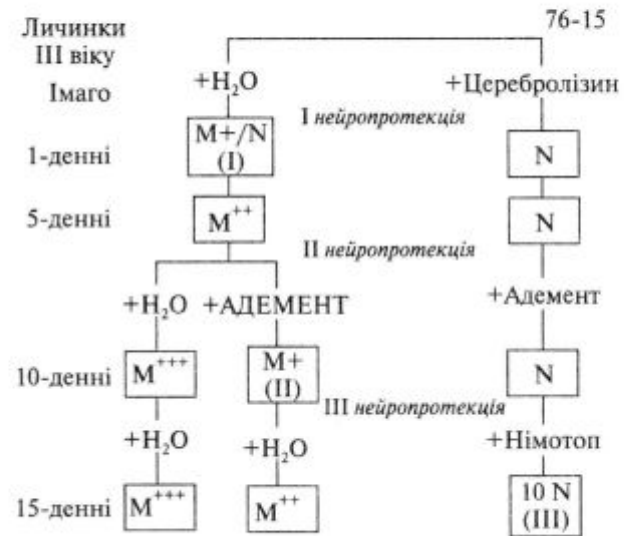 76-15
Личинки
III віку
Імаго
+H₂O
+Церебролізин
I нейропротекція
1-денні
M+/N
(I)
N
5-денні
M⁺⁺
N
II нейропротекція
+H₂O
+АДЕМЕНТ
+Адемент
10-денні
M⁺⁺⁺
M+
(II)
N
III нейропротекція
+H₂O
+H₂O
+Німотоп
15-денні
M⁺⁺⁺
M⁺⁺
10 N
(III)